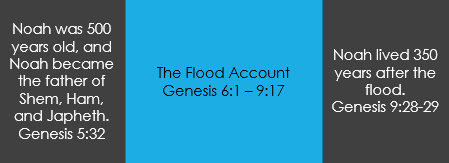 Noah was 500
years old, and
Noah became
the father of
Shem, Ham,
and Japheth.
Genesis 5:32
The Flood Account
Genesis 6:1 – 9:17
Noah lived 350
years after the
flood.
Genesis 9:28-29